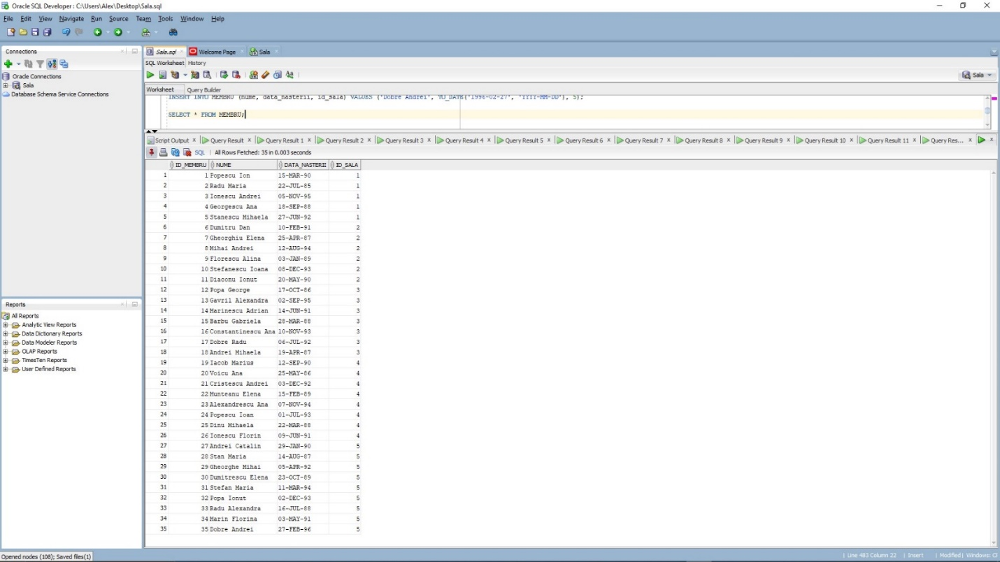 Oracle SQL Developer : C:\Users\Alex\Desktop\Sala.sql
File Edit View Navigate Run Source Team Tools Window Help
Connections
Sala.sql Welcome Page Sala
SQL Worksheet History
Oracle Connections
Sala
Sala
Database Schema Service Connections
Worksheet Query Builder
INSERT INTO MEMBRU (nume, data_nasterii, id_sala) VALUES ('Dobre Andrei', TO_DATE('1996-02-27', 'YYYY-MM-DD'), 5);
SELECT * FROM MEMBRU;
Script Output x Query Result x Query Result 1 x Query Result 2 x Query Result 3 x Query Result 4 x Query Result 5 x Query Result 6 x Query Result 7 x Query Result 8 x Query Result 9 x Query Result 10 x Query Result 11 x Query Res... x x
SQL | All Rows Fetched: 35 in 0.003 seconds
ID_MEMBRU NUME DATA_NASTERII ID_SALA
1 1 Popescu Ion 15-MAR-90 1
2 2 Radu Maria 22-JUL-85 1
3 3 Ionescu Andrei 05-NOV-95 1
4 4 Georgescu Ana 18-SEP-88 1
5 5 Stanescu Mihaela 27-JUN-92 1
6 6 Dumitru Dan 10-FEB-91 2
7 7 Gheorghiu Elena 25-APR-87 2
8 8 Mihai Andrei 12-AUG-94 2
9 9 Florescu Alina 03-JAN-89 2
10 10 Stefanescu Ioana 08-DEC-93 2
11 11 Diaconu Ionut 20-MAY-90 2
12 12 Popa George 17-OCT-86 3
13 13 Gavril Alexandra 02-SEP-95 3
14 14 Marinescu Adrian 14-JUN-91 3
15 15 Barbu Gabriela 28-MAR-88 3
16 16 Constantinescu Ana 10-NOV-93 3
17 17 Dobre Radu 06-JUL-92 3
18 18 Andrei Mihaela 19-APR-87 3
19 19 Iacob Marius 12-SEP-90 4
20 20 Voicu Ana 25-MAY-86 4
21 21 Cristescu Andrei 03-DEC-92 4
22 22 Munteanu Elena 15-FEB-89 4
23 23 Alexandrescu Ana 07-NOV-94 4
24 24 Popescu Ioan 01-JUL-93 4
25 25 Dinu Mihaela 22-MAR-88 4
26 26 Ionescu Florin 09-JUN-91 4
27 27 Andrei Catalin 29-JAN-90 5
28 28 Stan Maria 14-AUG-87 5
29 29 Gheorghe Mihai 05-APR-92 5
30 30 Dumitrescu Elena 23-OCT-89 5
31 31 Stefan Maria 11-MAR-94 5
32 32 Popa Ionut 02-DEC-93 5
33 33 Radu Alexandra 16-JUL-88 5
34 34 Marin Florina 03-MAY-91 5
35 35 Dobre Andrei 27-FEB-96 5
Reports
All Reports
Analytic View Reports
Data Dictionary Reports
Data Modeler Reports
OLAP Reports
TimesTen Reports
User Defined Reports
Opened nodes (108); Saved files(1)
| Line 483 Column 22 | Insert | Modified | Windows: Cl